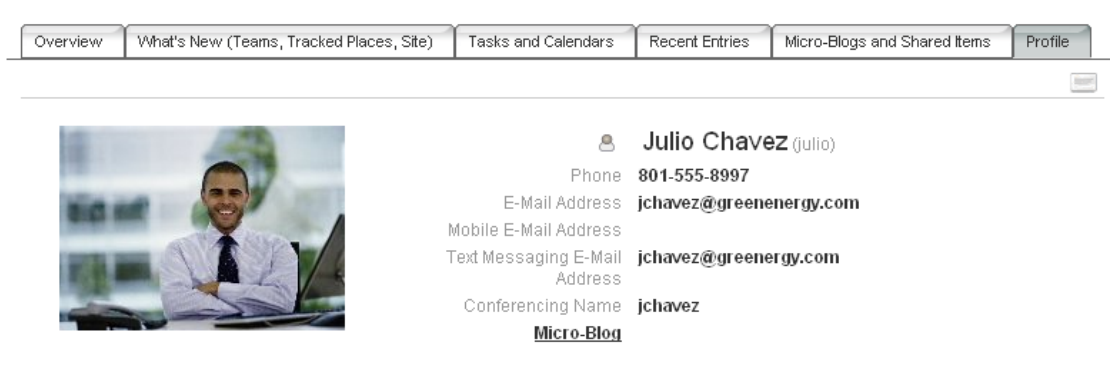 Overview What's New (Teams, Tracked Places, Site) Tasks and Calendars Recent Entries Micro-Blogs and Shared Items Profile
Julio Chavez (julio)
Phone 801-555-8997
E-Mail Address jchavez@greenenergy.com
Mobile E-Mail Address
Text Messaging E-Mail jchavez@greenenergy.com
Address
Conferencing Name jchavez
Micro-Blog